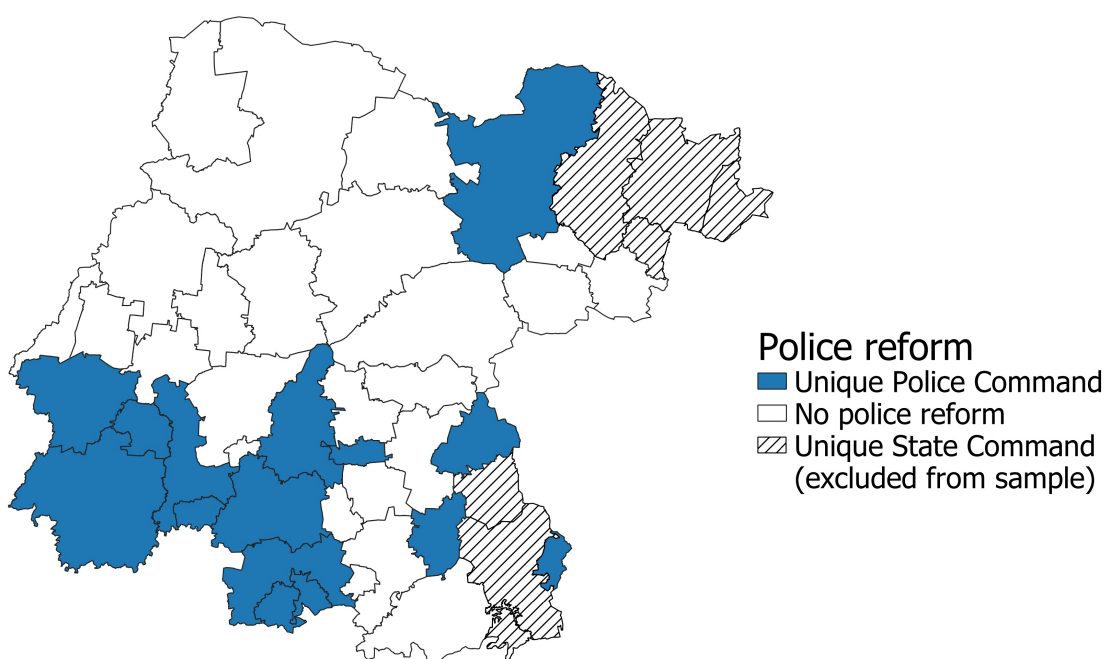 Police reform
Unique Police Command
No police reform
Unique State Command
(excluded from sample)